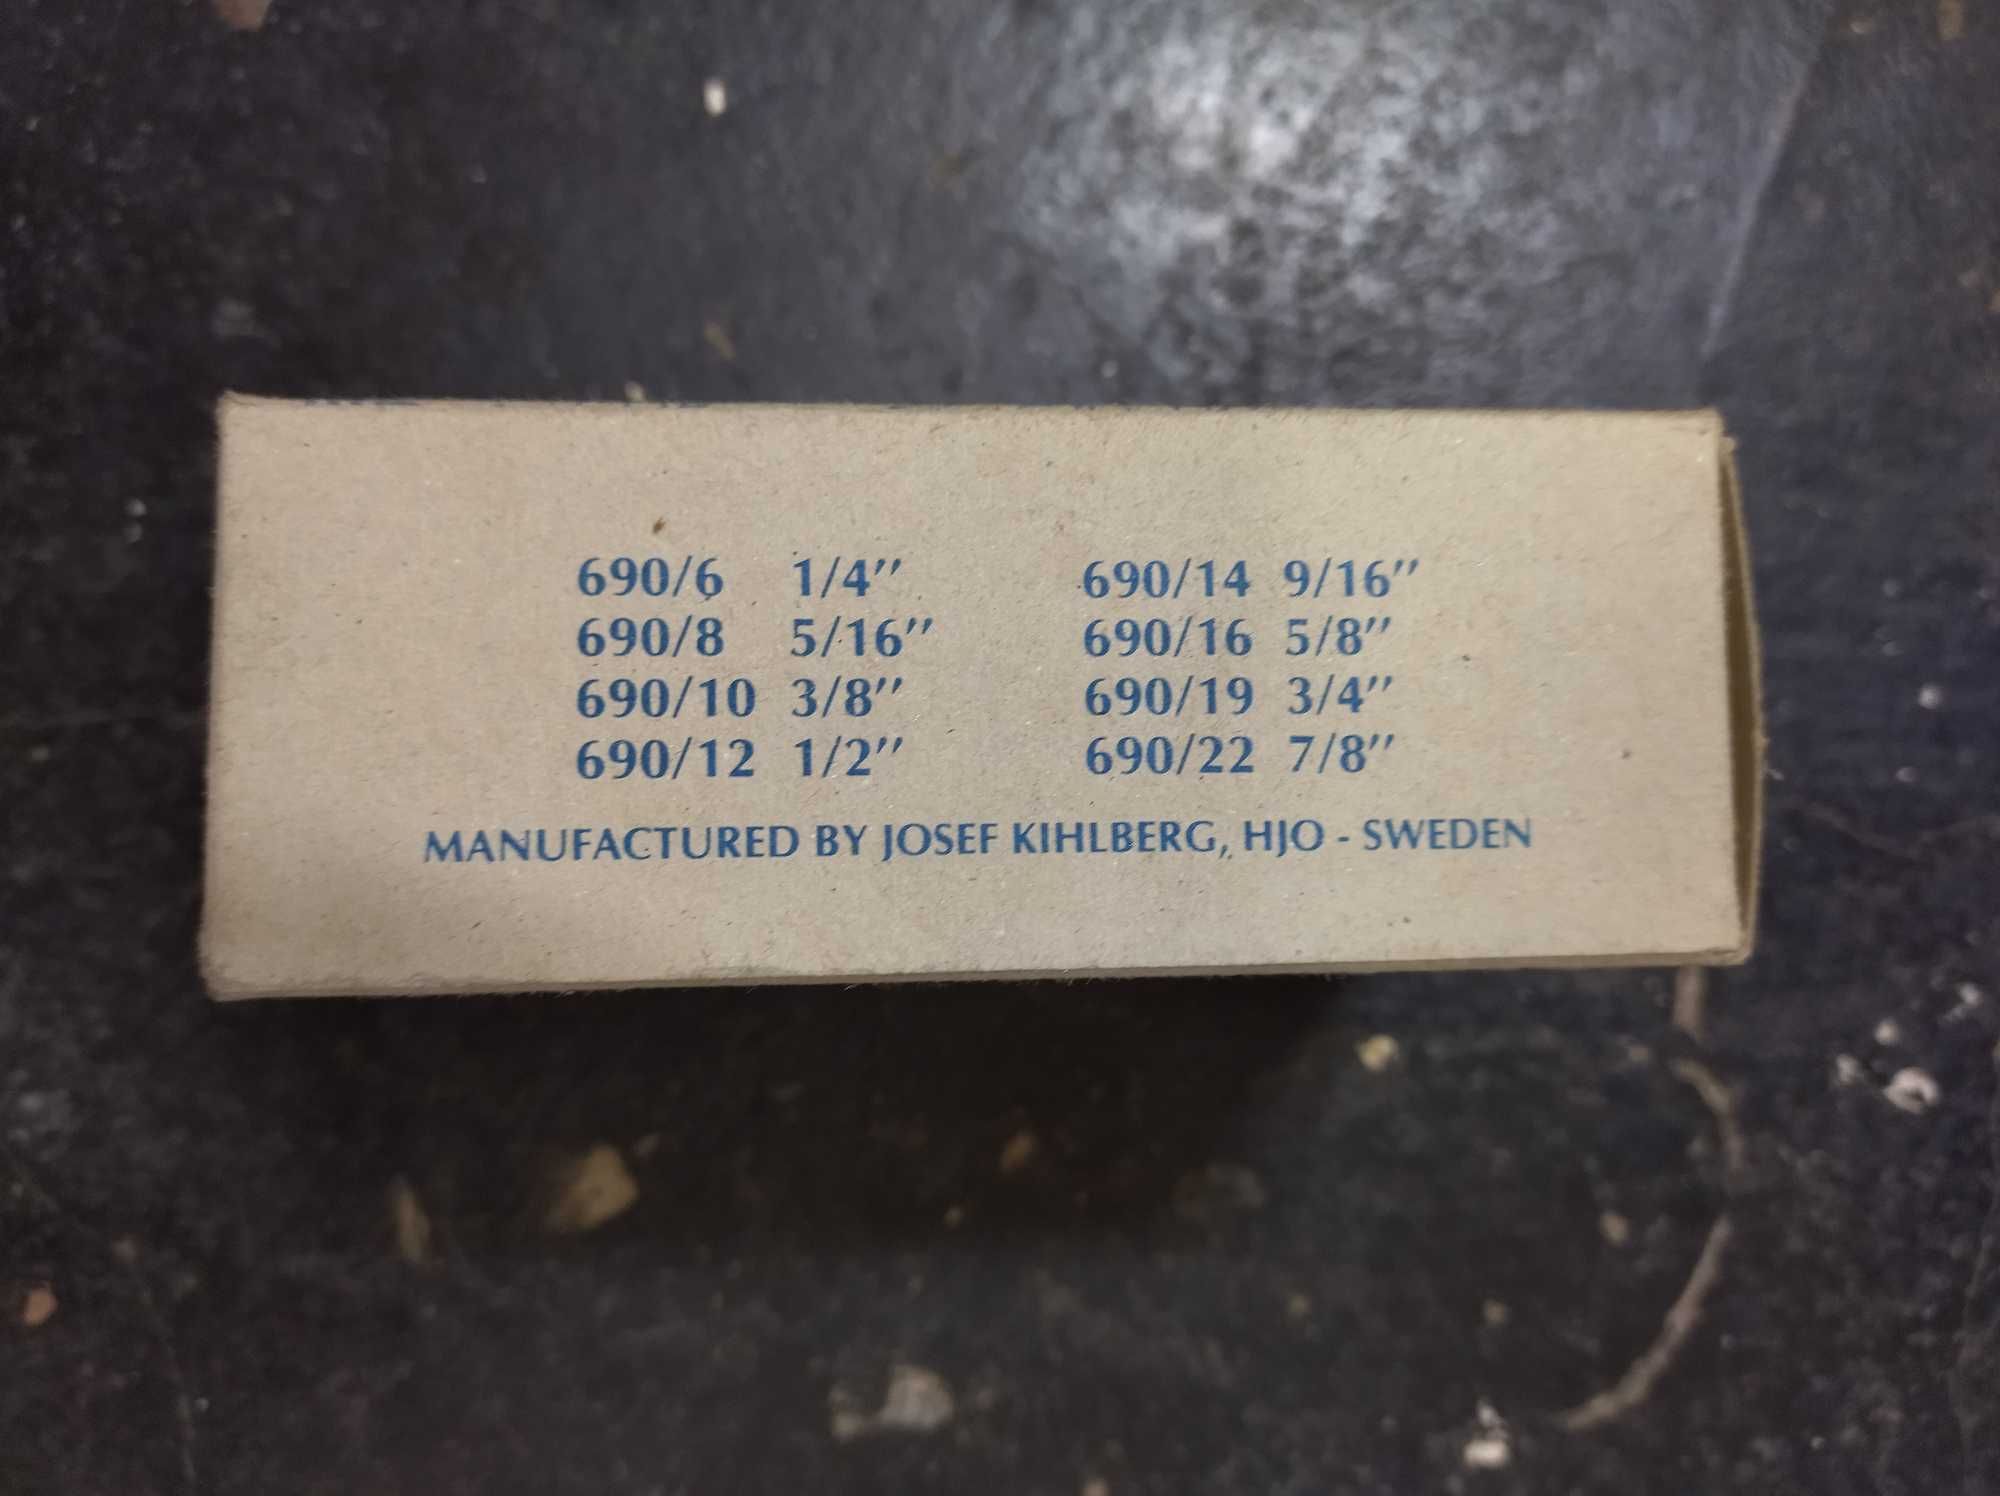 690/6 1/4" 690/14 9/16"
690/8 5/16" 690/16 5/8"
690/10 3/8" 690/19 3/4"
690/12 1/2" 690/22 7/8"
MANUFACTURED BY JOSEF KIHLBERG, HJO - SWEDEN